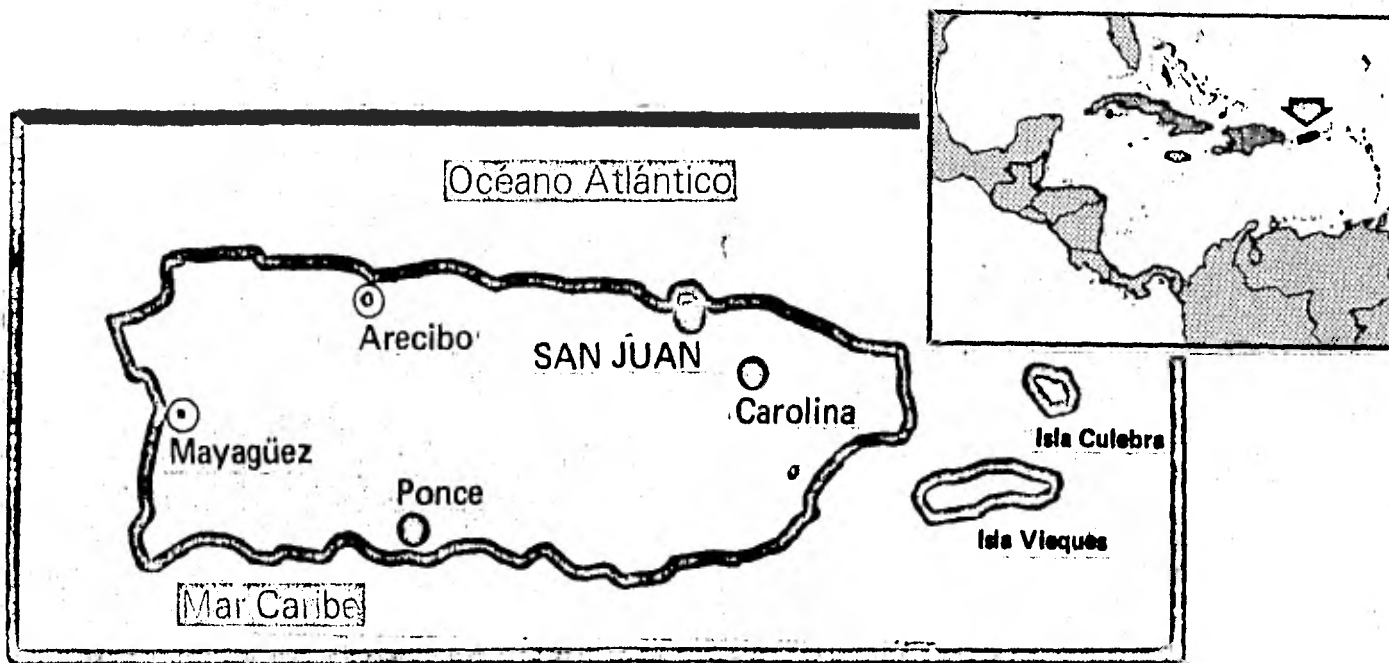 Océano Atlántico
Arecibo
SAN JUAN
Carolina
Mayagüez
Isla Culebra
Ponce
Isla Vieques
Mar Caribe